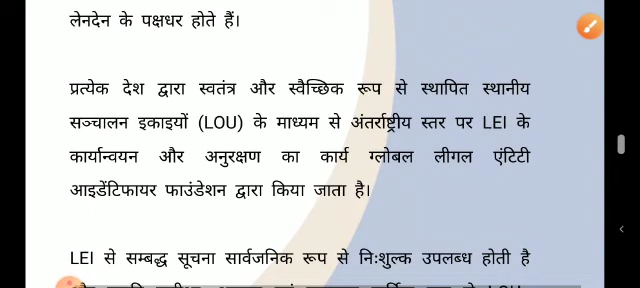 लेनदेन के पक्षधर होते हैं।
प्रत्येक देश द्वारा स्वतंत्र और स्वैच्छिक रूप से स्थापित स्थानीय
सञ्चालन इकाइयों (LOU) के माध्यम से अंतर्राष्ट्रीय स्तर पर LEI के
कार्यान्वयन और अनुरक्षण का कार्य ग्लोबल लीगल एंटिटी
आइडेंटिफायर फाउंडेशन द्वारा किया जाता है।
LEI से सम्बद्ध सूचना सार्वजनिक रूप से निःशुल्क उपलब्ध होती है